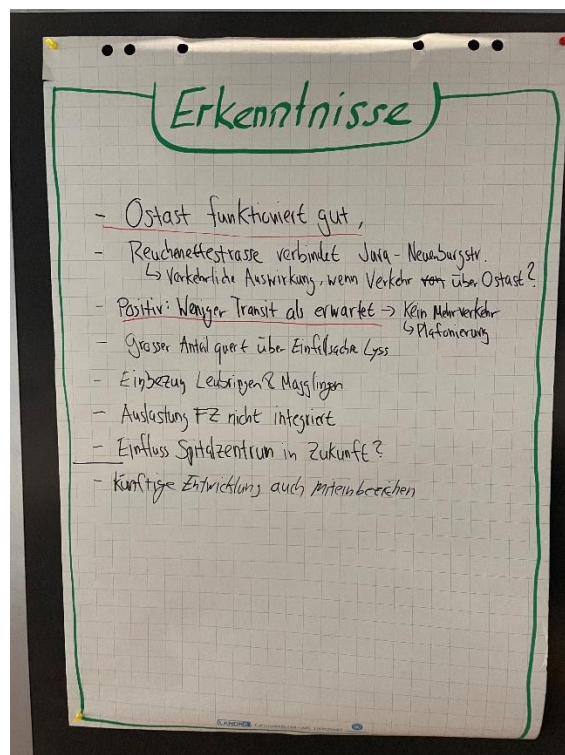 Erkenntnisse
- Ostast funktioniert gut,
- Reuchenettestrasse verbindet Jura - Neuenburgstr.
↳ Verkehrliche Auswirkung, wenn Verkehr von über Ostast?
- Positiv: Weniger Transit als erwartet → Kein Mehrverkehr
↳ Plafonierung
- Grosser Anteil quert über Einfallsachse Lyss
- Einbezug Leubringen & Magglingen
- Auslastung FZ nicht integriert
- Einfluss Spitalzentrum in Zukunft?
- Künftige Entwicklung auch miteinbeziehen